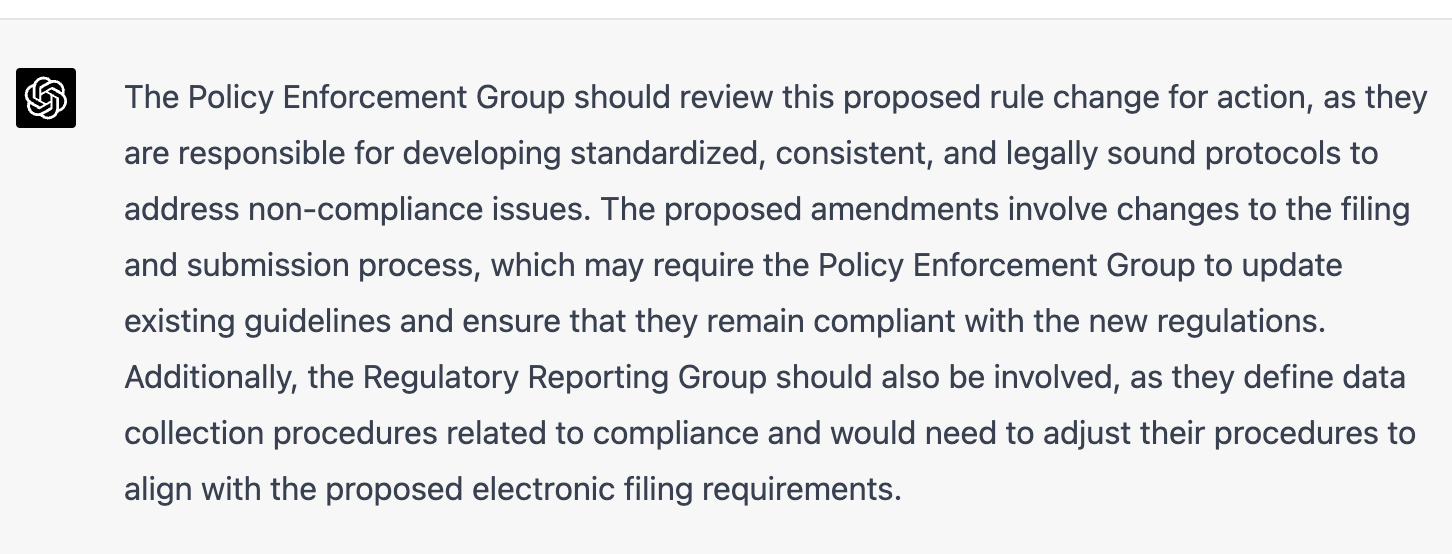 The Policy Enforcement Group should review this proposed rule change for action, as they
are responsible for developing standardized, consistent, and legally sound protocols to
address non-compliance issues. The proposed amendments involve changes to the filing
and submission process, which may require the Policy Enforcement Group to update
existing guidelines and ensure that they remain compliant with the new regulations.
Additionally, the Regulatory Reporting Group should also be involved, as they define data
collection procedures related to compliance and would need to adjust their procedures to
align with the proposed electronic filing requirements.